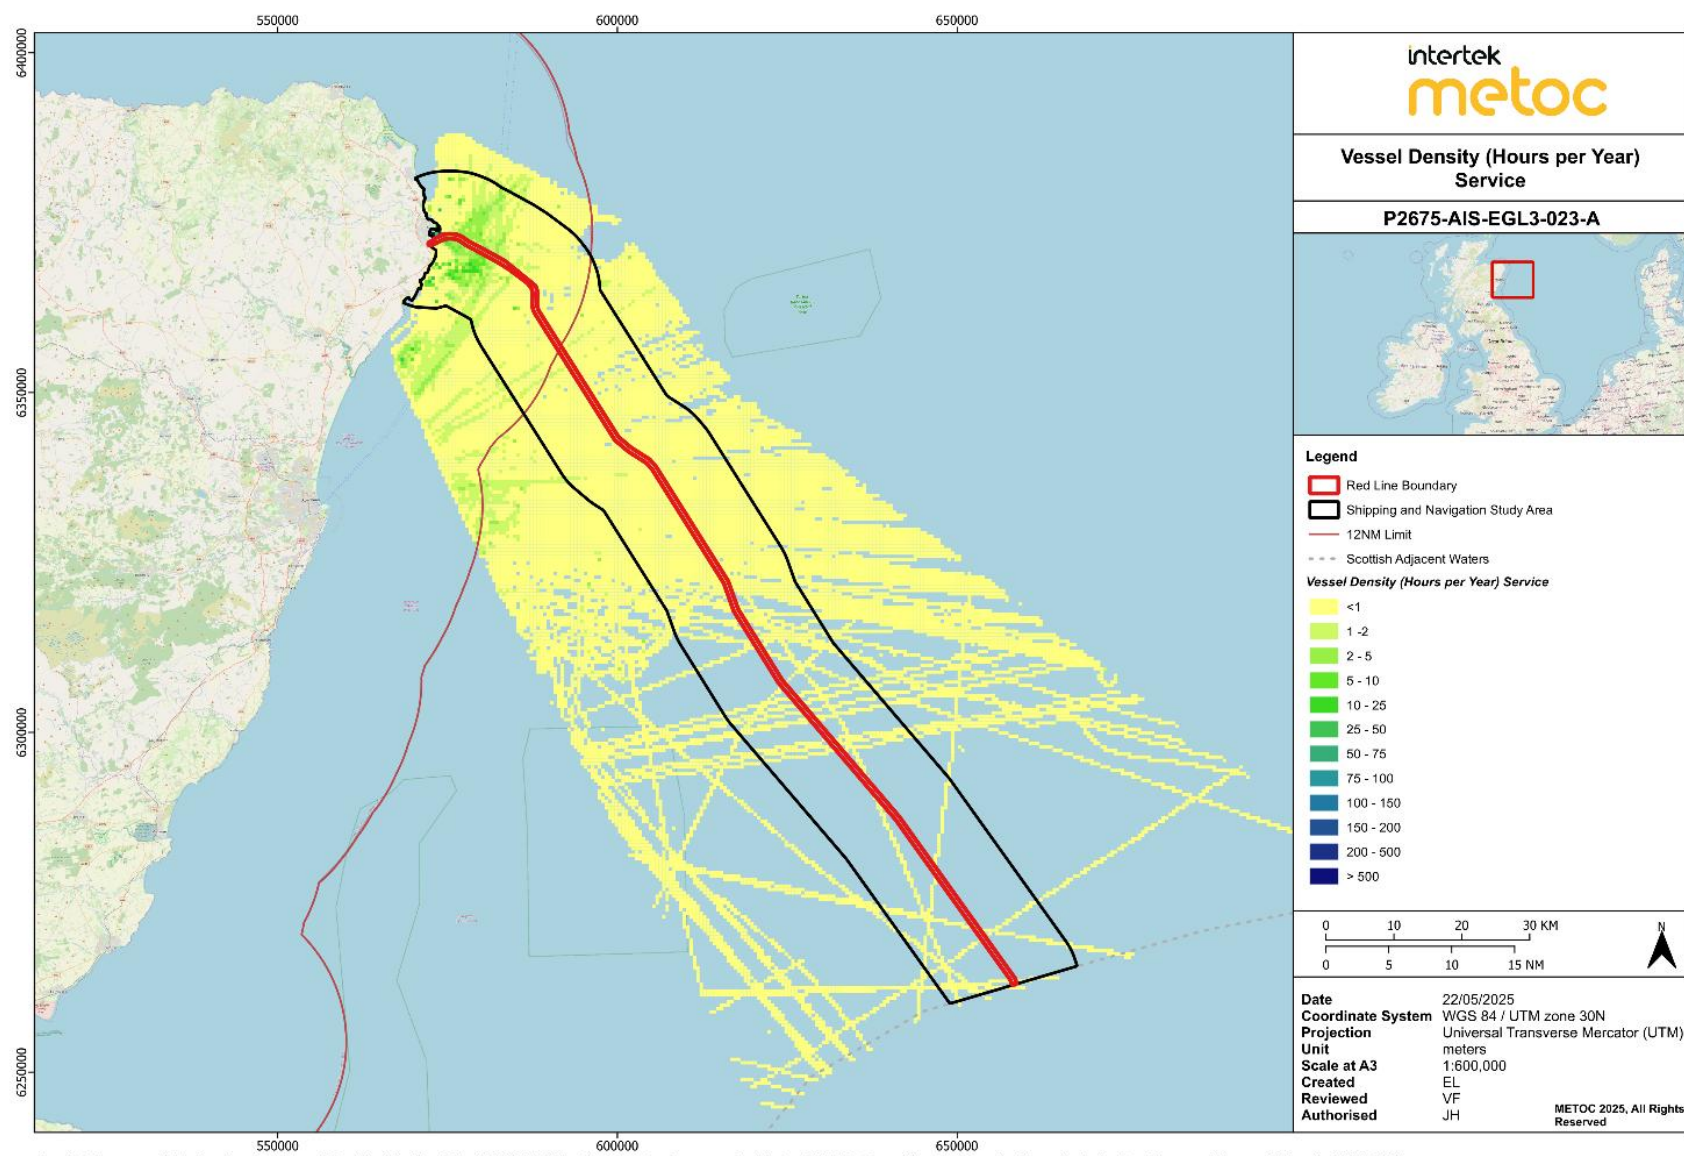 550000
600000
650000
6400000
6350000
6300000
6250000
550000
600000
650000
intertek
metoc
Vessel Density (Hours per Year)
Service
P2675-AIS-EGL3-023-A
Legend
Red Line Boundary
Shipping and Navigation Study Area
12NM Limit
Scottish Adjacent Waters
Vessel Density (Hours per Year) Service
<1
1 -2
2 - 5
5 - 10
10 - 25
25 - 50
50 - 75
75 - 100
100 - 150
150 - 200
200 - 500
> 500
0 10 20 30 KM
0 5 10 15 NM
N
Date 22/05/2025
Coordinate System WGS 84 / UTM zone 30N
Projection Universal Transverse Mercator (UTM)
Unit meters
Scale at A3 1:600,000
Created EL
Reviewed VF
Authorised JH
METOC 2025, All Rights
Reserved